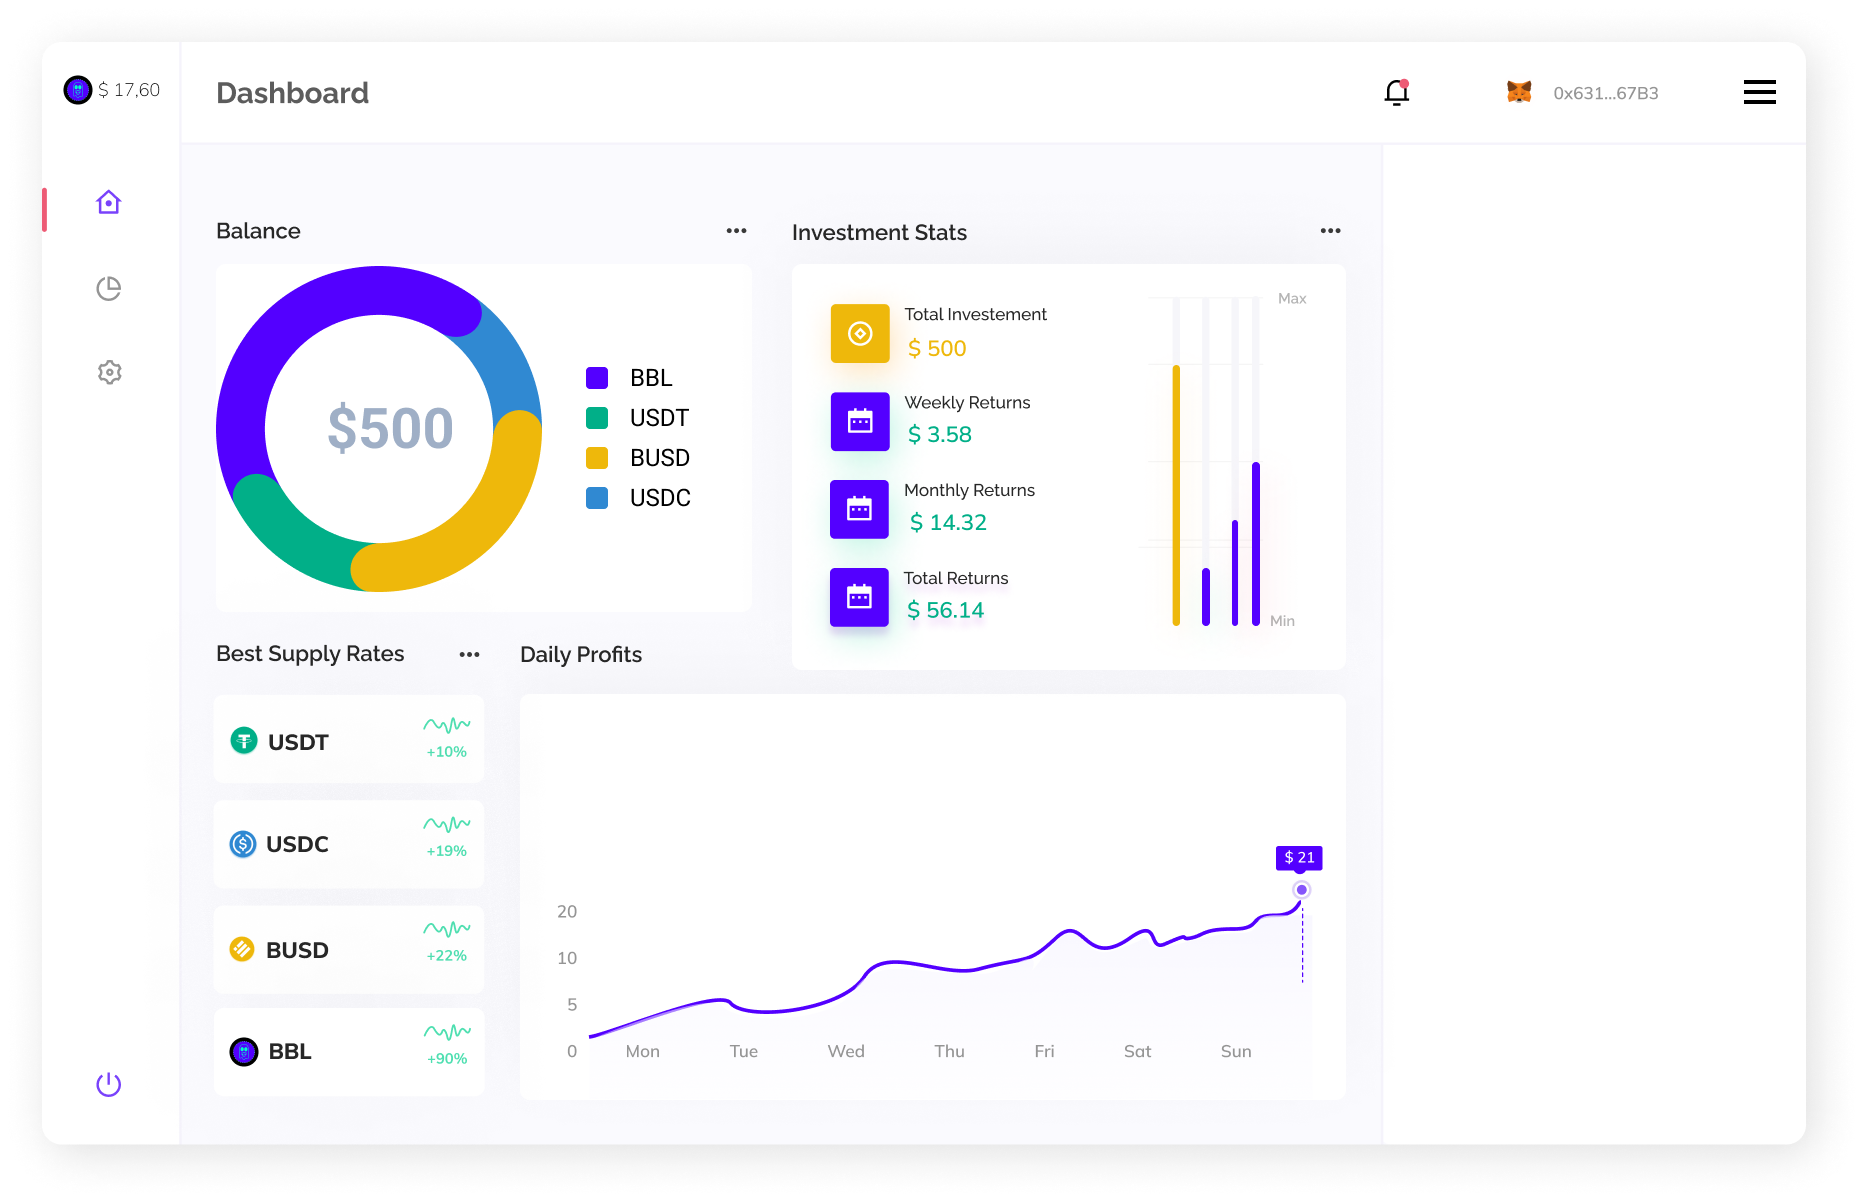 $ 17,60
Dashboard
0x631...67B3
Balance
$500
BBL
USDT
BUSD
USDC
Investment Stats
Total Investement
$ 500
Weekly Returns
$ 3.58
Monthly Returns
$ 14.32
Total Returns
$ 56.14
Max
Min
Best Supply Rates
USDT
+10%
USDC
+19%
BUSD
+22%
BBL
+90%
Daily Profits
$ 21
20
10
5
0
Mon Tue Wed Thu Fri Sat Sun